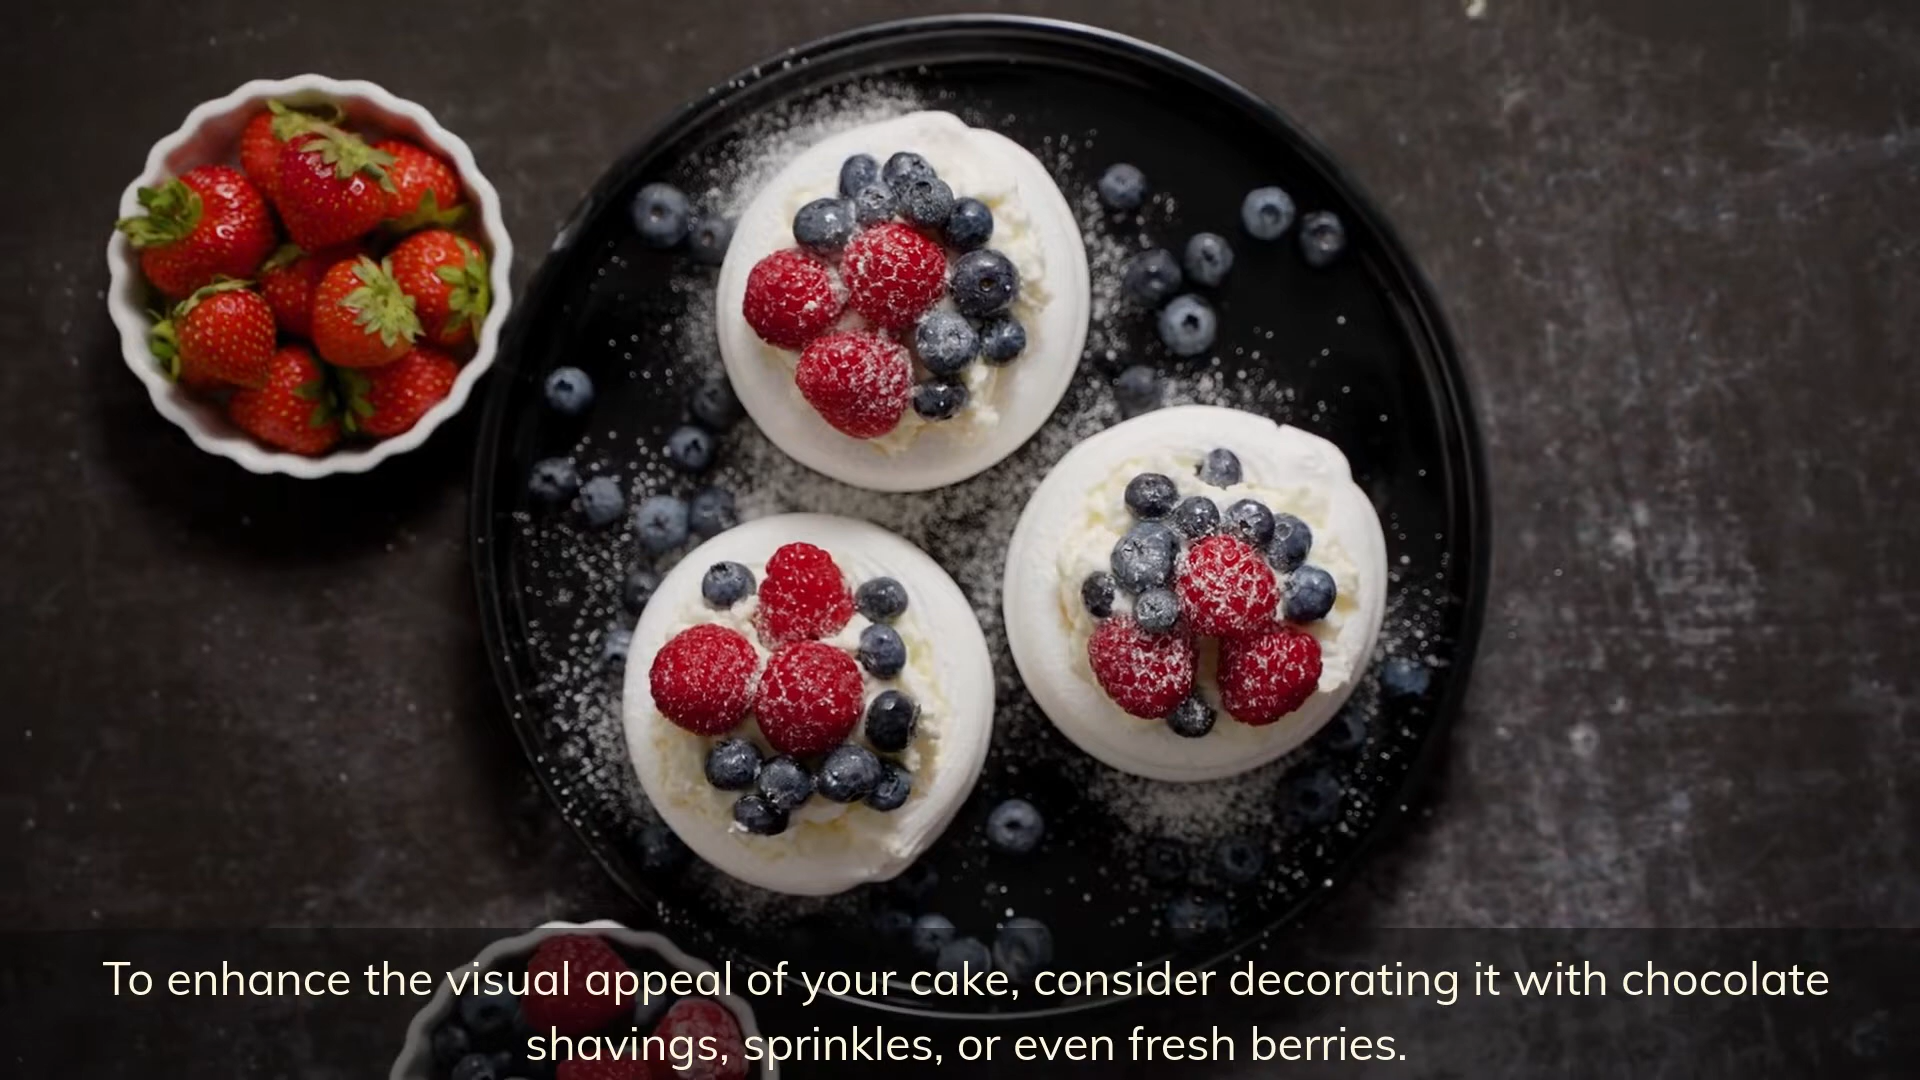 To enhance the visual appeal of your cake, consider decorating it with chocolate
shavings, sprinkles, or even fresh berries.